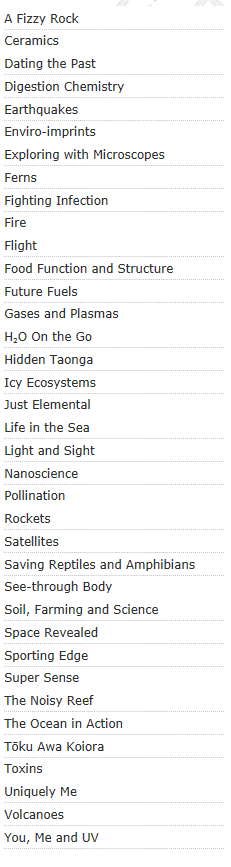 A Fizzy Rock
Ceramics
Dating the Past
Digestion Chemistry
Earthquakes
Enviro-imprints
Exploring with Microscopes
Ferns
Fighting Infection
Fire
Flight
Food Function and Structure
Future Fuels
Gases and Plasmas
H₂O On the Go
Hidden Taonga
Icy Ecosystems
Just Elemental
Life in the Sea
Light and Sight
Nanoscience
Pollination
Rockets
Satellites
Saving Reptiles and Amphibians
See-through Body
Soil, Farming and Science
Space Revealed
Sporting Edge
Super Sense
The Noisy Reef
The Ocean in Action
Tōku Awa Koiora
Toxins
Uniquely Me
Volcanoes
You, Me and UV